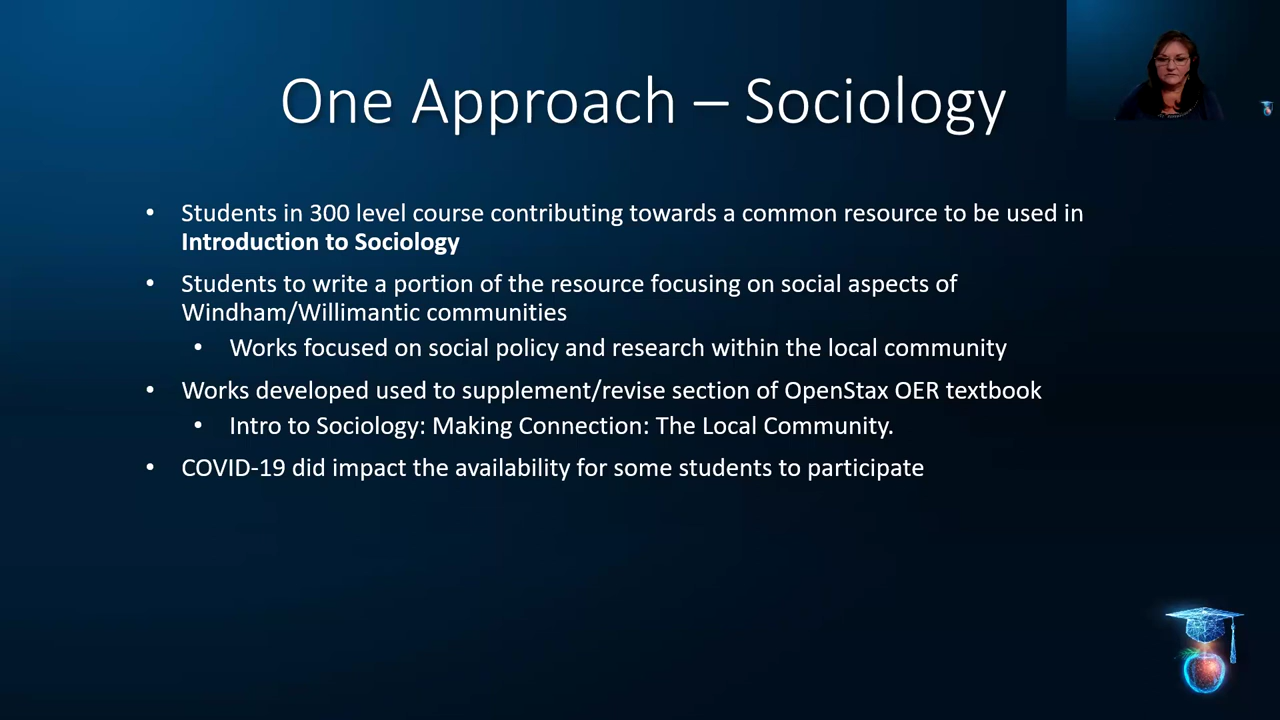 One Approach – Sociology
• Students in 300 level course contributing towards a common resource to be used in
Introduction to Sociology
• Students to write a portion of the resource focusing on social aspects of
Windham/Willimantic communities
• Works focused on social policy and research within the local community
• Works developed used to supplement/revise section of OpenStax OER textbook
• Intro to Sociology: Making Connection: The Local Community.
• COVID-19 did impact the availability for some students to participate